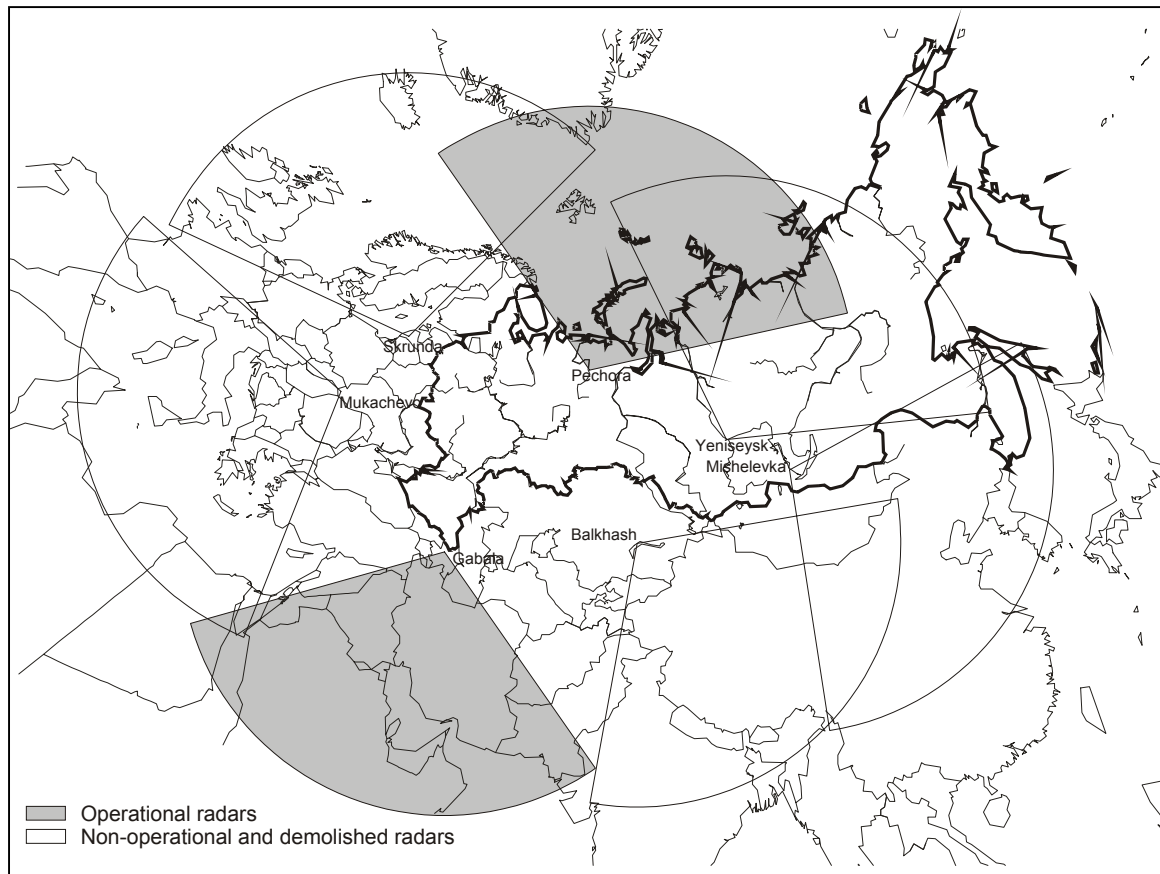 Skrunda
Pechora
Mukachevo
Yeniseysk
Mishelevka
Balkhash
Gabala
Operational radars
Non-operational and demolished radars